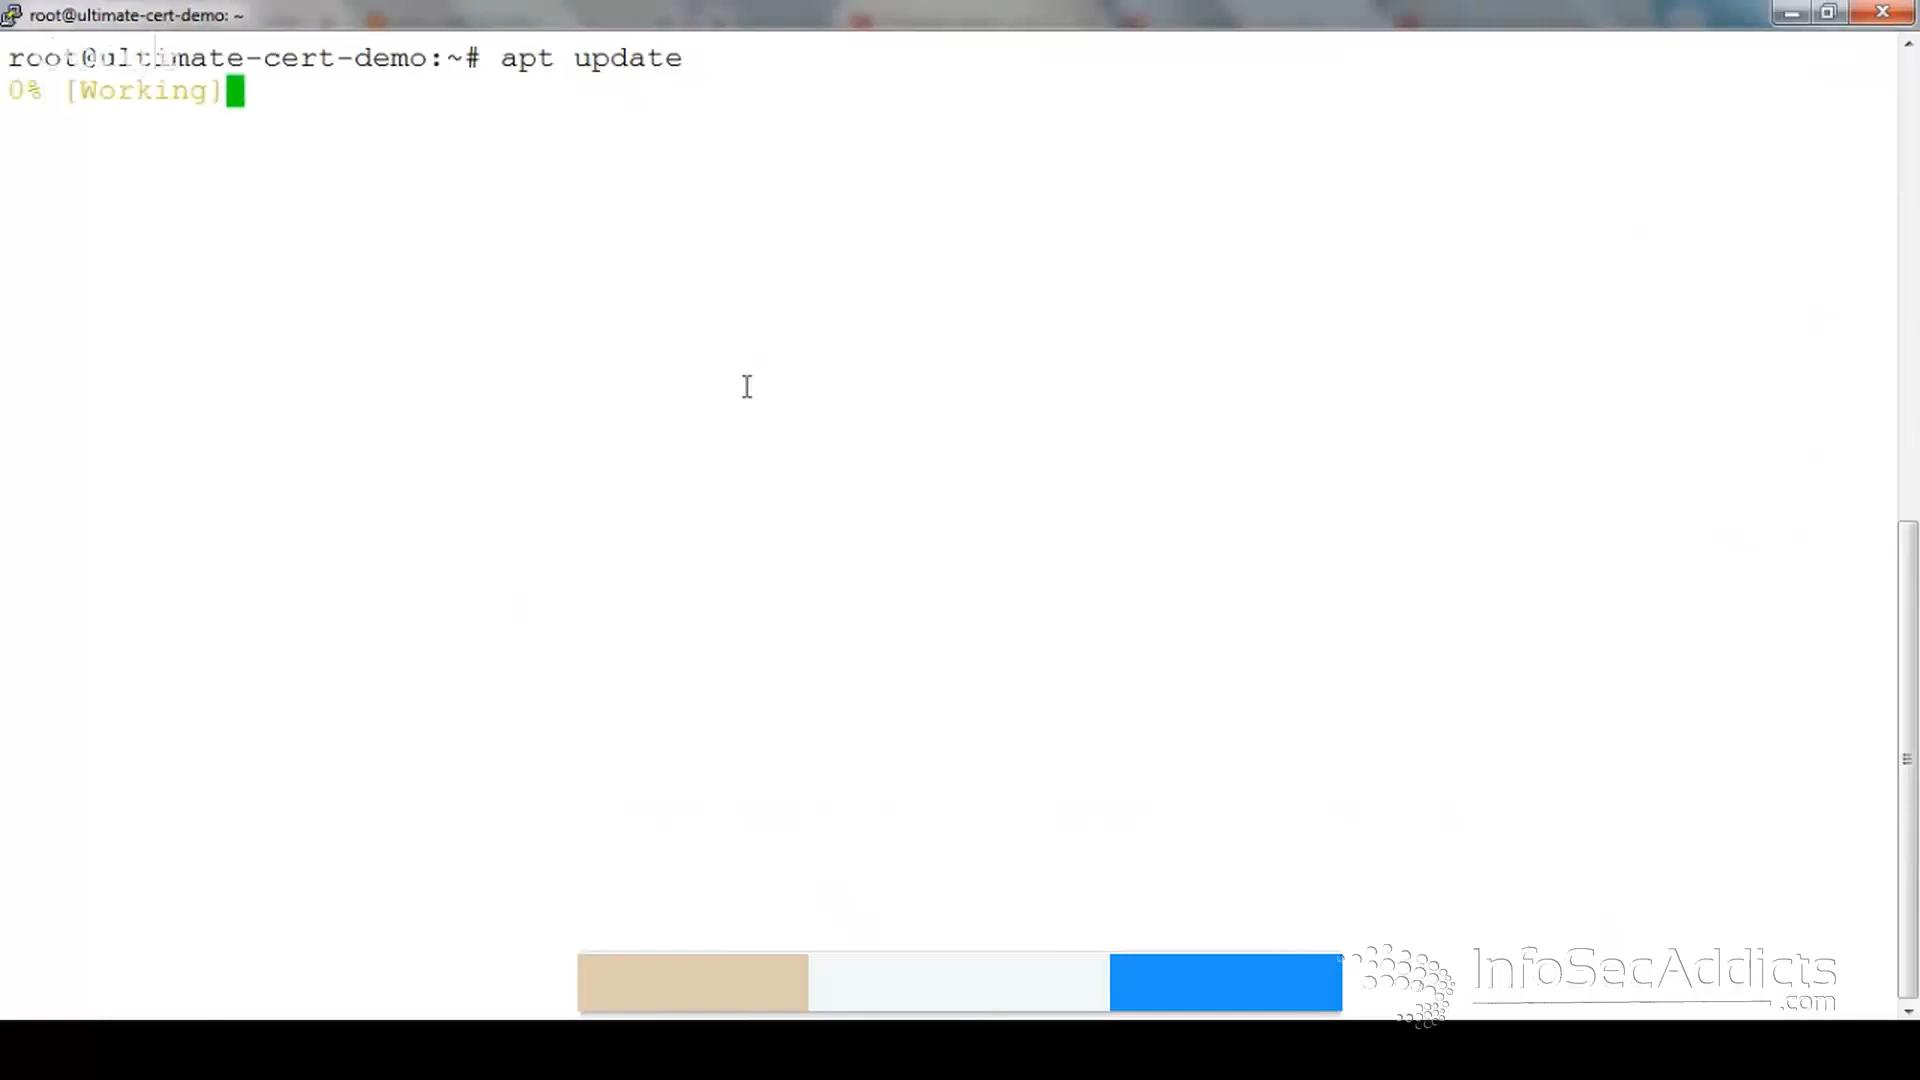 root@ultimate-cert-demo: ~
root@ultimate-cert-demo:~# apt update
0% [Working]
InfoSecAddicts
.com